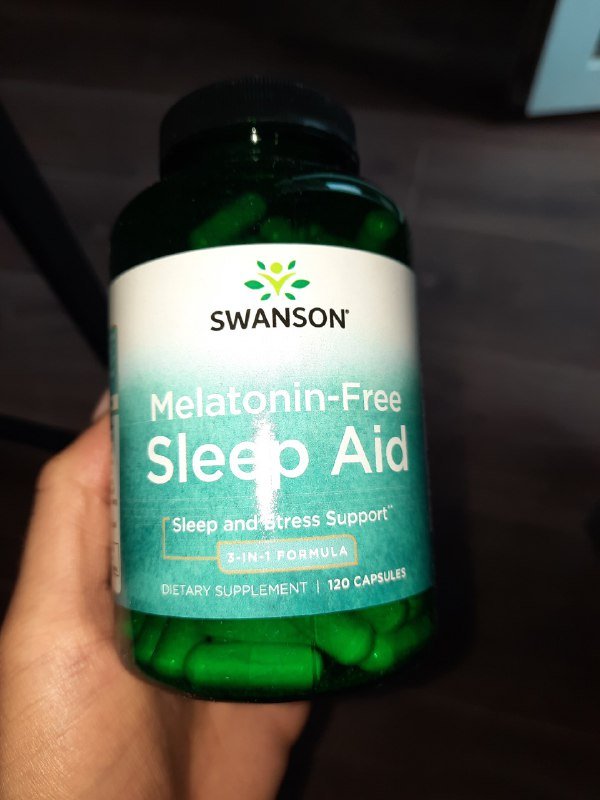 SWANSON®
Melatonin-Free
Sleep Aid
Sleep and Stress Support**
3-IN-1 FORMULA
DIETARY SUPPLEMENT | 120 CAPSULES